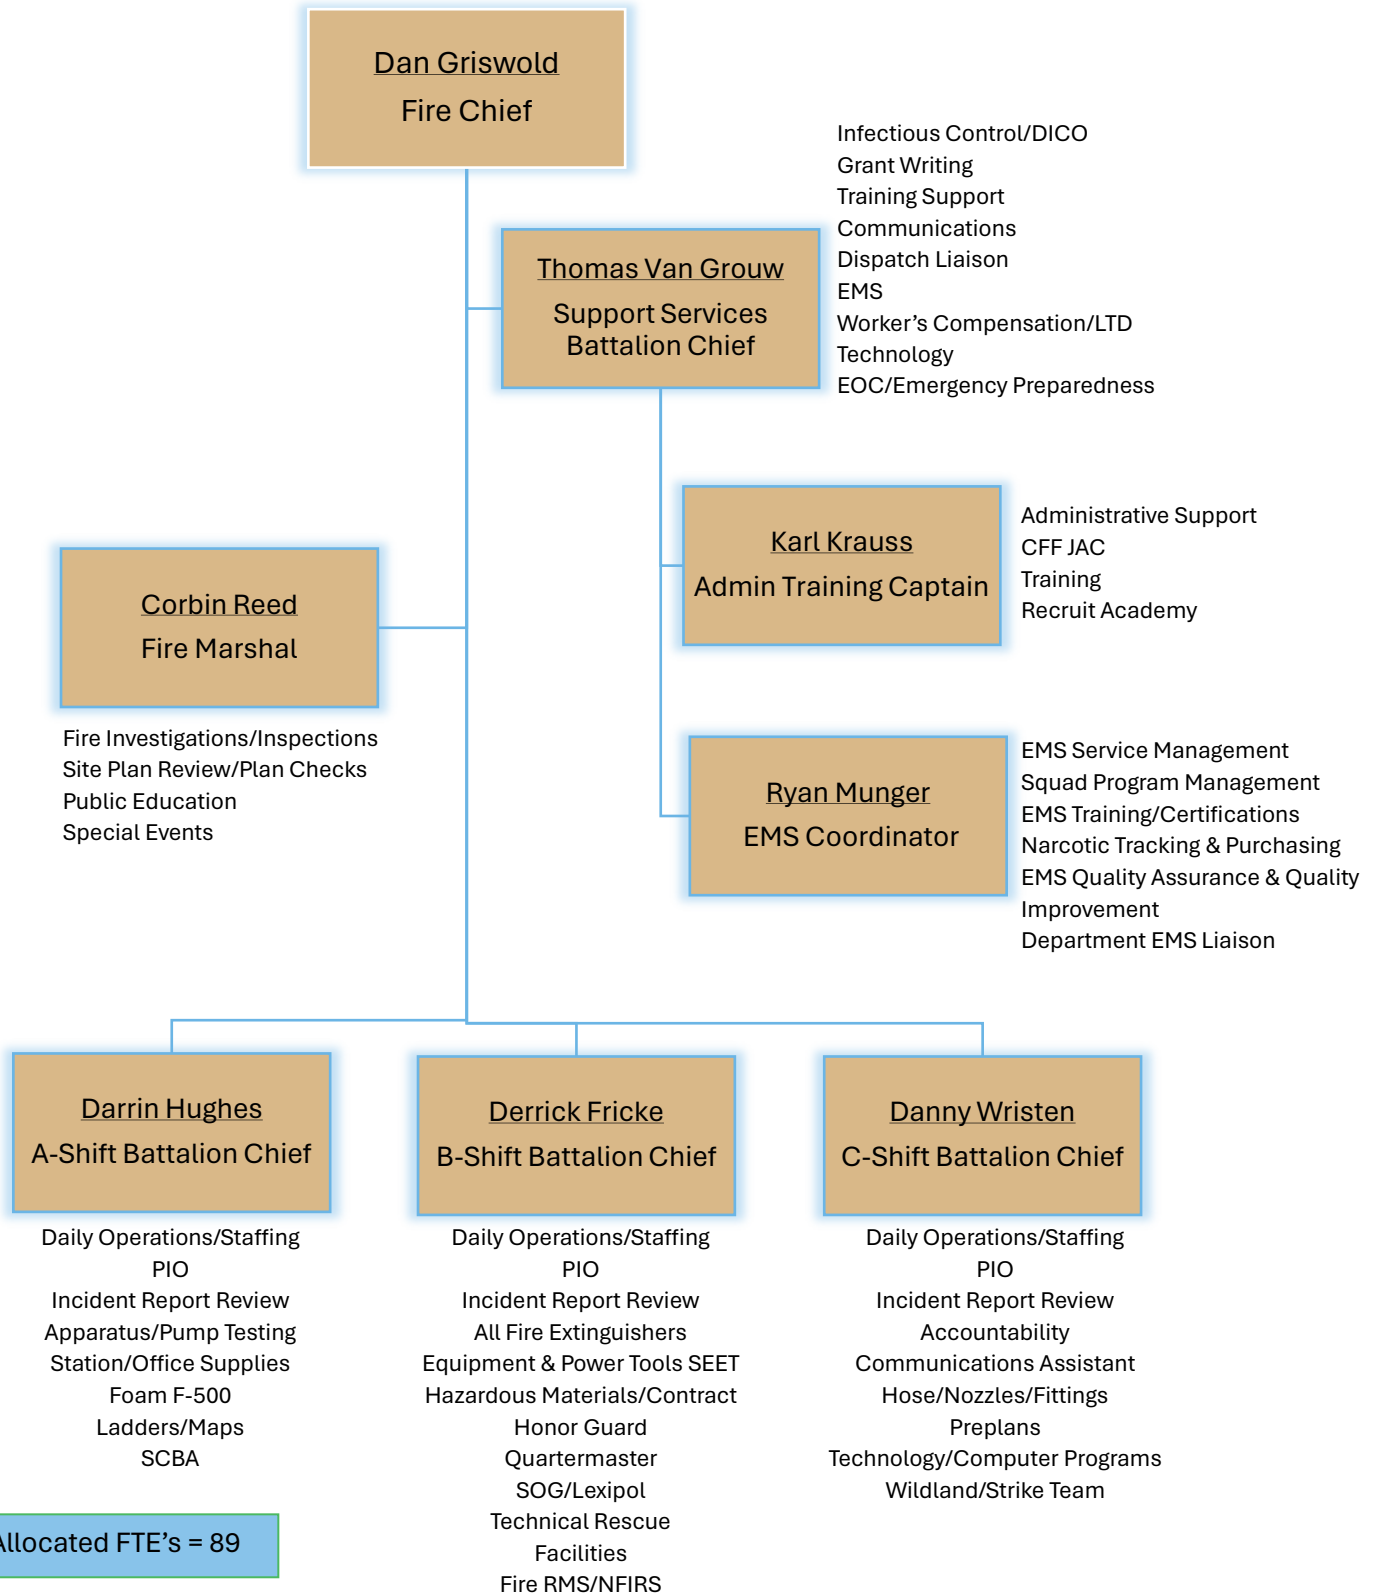 Dan Griswold
Fire Chief
Infectious Control/DICO
Grant Writing
Training Support
Communications
Dispatch Liaison
EMS
Worker’s Compensation/LTD
Technology
EOC/Emergency Preparedness
Thomas Van Grouw
Support Services
Battalion Chief
Karl Krauss
Admin Training Captain
Administrative Support
CFF JAC
Training
Recruit Academy
Corbin Reed
Fire Marshal
Fire Investigations/Inspections
Site Plan Review/Plan Checks
Public Education
Special Events
Ryan Munger
EMS Coordinator
EMS Service Management
Squad Program Management
EMS Training/Certifications
Narcotic Tracking & Purchasing
EMS Quality Assurance & Quality
Improvement
Department EMS Liaison
Darrin Hughes
A-Shift Battalion Chief
Daily Operations/Staffing
PIO
Incident Report Review
Apparatus/Pump Testing
Station/Office Supplies
Foam F-500
Ladders/Maps
SCBA
Derrick Fricke
B-Shift Battalion Chief
Daily Operations/Staffing
PIO
Incident Report Review
All Fire Extinguishers
Equipment & Power Tools SEET
Hazardous Materials/Contract
Honor Guard
Quartermaster
SOG/Lexipol
Technical Rescue
Facilities
Fire RMS/NFIRS
Danny Wristen
C-Shift Battalion Chief
Daily Operations/Staffing
PIO
Incident Report Review
Accountability
Communications Assistant
Hose/Nozzles/Fittings
Preplans
Technology/Computer Programs
Wildland/Strike Team
Allocated FTE’s = 89